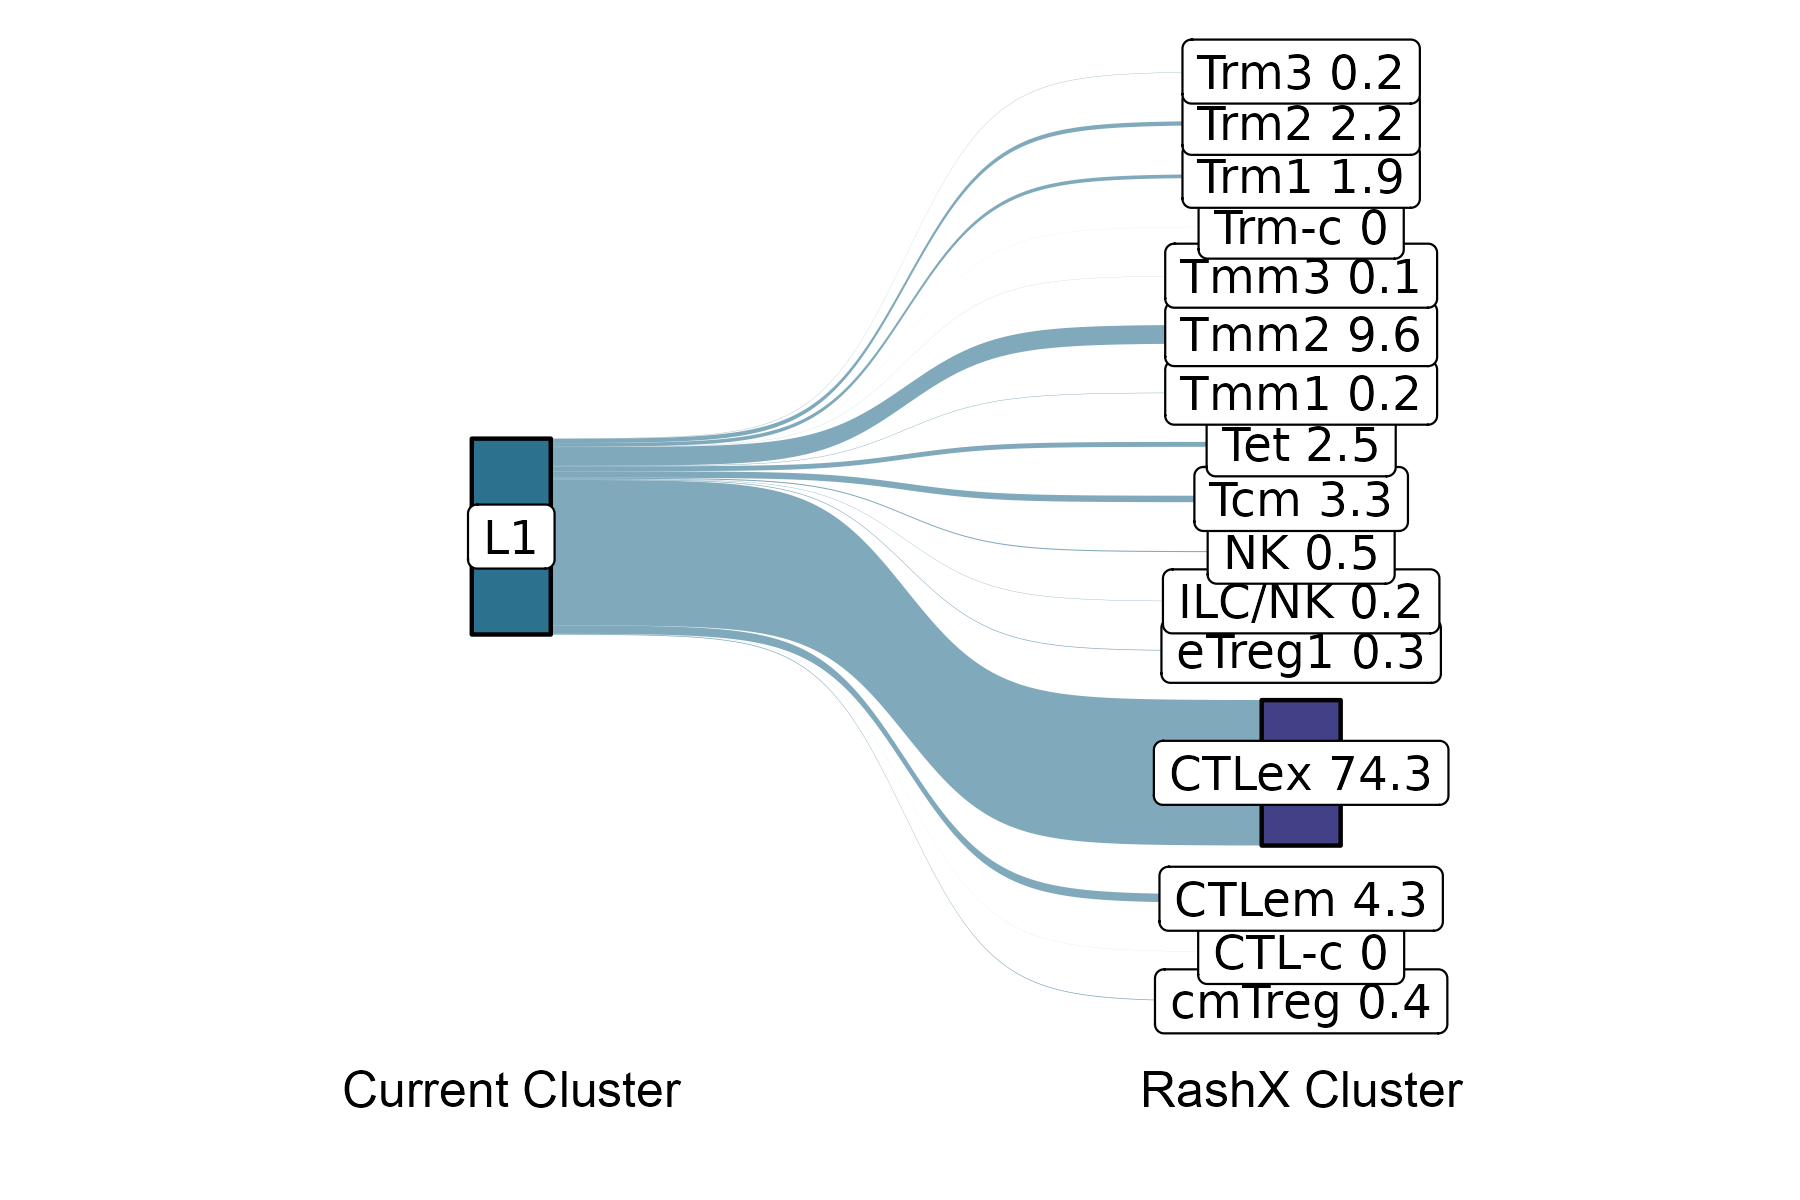 Trm3 0.2
Trm2 2.2
Trm1 1.9
Trm-c 0
Tmm3 0.1
Tmm2 9.6
Tmm1 0.2
Tet 2.5
Tcm 3.3
L1
NK 0.5
ILC/NK 0.2
eTreg1 0.3
CTLex 74.3
CTLem 4.3
CTL-c 0
cmTreg 0.4
Current Cluster
RashX Cluster